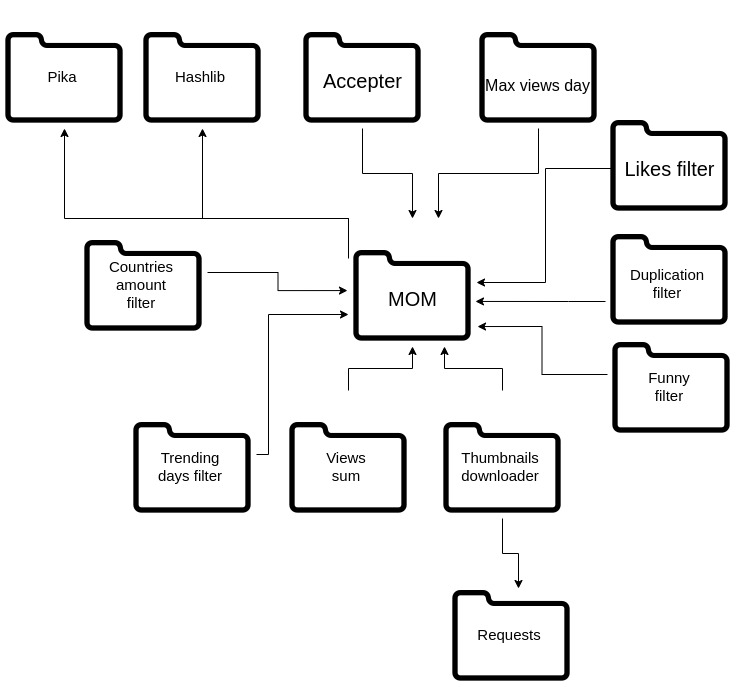 Pika
Hashlib
Accepter
Max views day
Likes filter
Countries
amount
filter
MOM
Duplication
filter
Funny
filter
Trending
days filter
Views
sum
Thumbnails
downloader
Requests